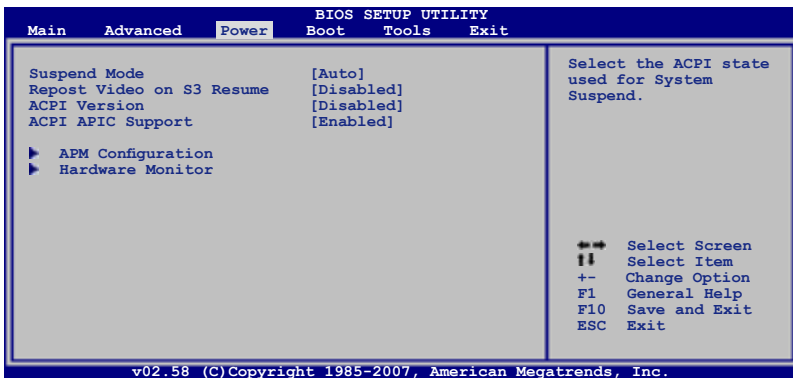 BIOS SETUP UTILITY
Main Advanced Power Boot Tools Exit
Suspend Mode [Auto]
Repost Video on S3 Resume [Disabled]
ACPI Version [Disabled]
ACPI APIC Support [Enabled]
APM Configuration
Hardware Monitor
Select the ACPI state
used for System
Suspend.
Select Screen
Select Item
+- Change Option
F1 General Help
F10 Save and Exit
ESC Exit
v02.58 (C)Copyright 1985-2007, American Megatrends, Inc.